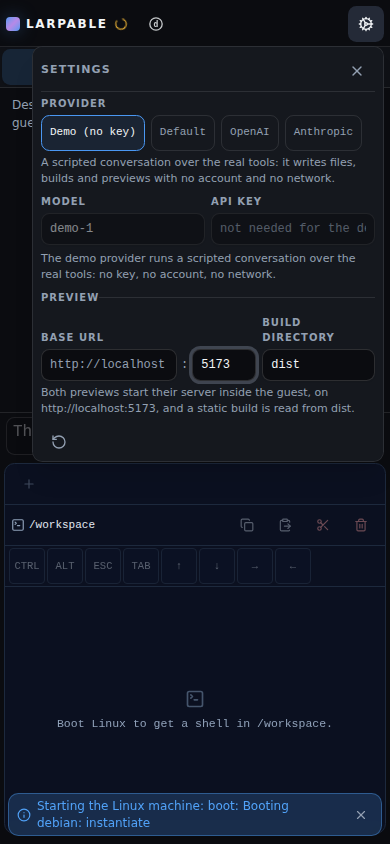 LARPABLE
SETTINGS
PROVIDER
Demo (no key) Default OpenAI Anthropic
A scripted conversation over the real tools: it writes files,
builds and previews with no account and no network.
MODEL API KEY
demo-1 not needed for the de
The demo provider runs a scripted conversation over the
real tools: no key, no account, no network.
PREVIEW
BASE URL BUILD DIRECTORY
http://localhost : 5173 dist
Both previews start their server inside the guest, on
http://localhost:5173, and a static build is read from dist.
Des
gue
Th
/workspace
CTRL ALT ESC TAB ↑ ↓ → ←
Boot Linux to get a shell in /workspace.
Starting the Linux machine: boot: Booting
debian: instantiate